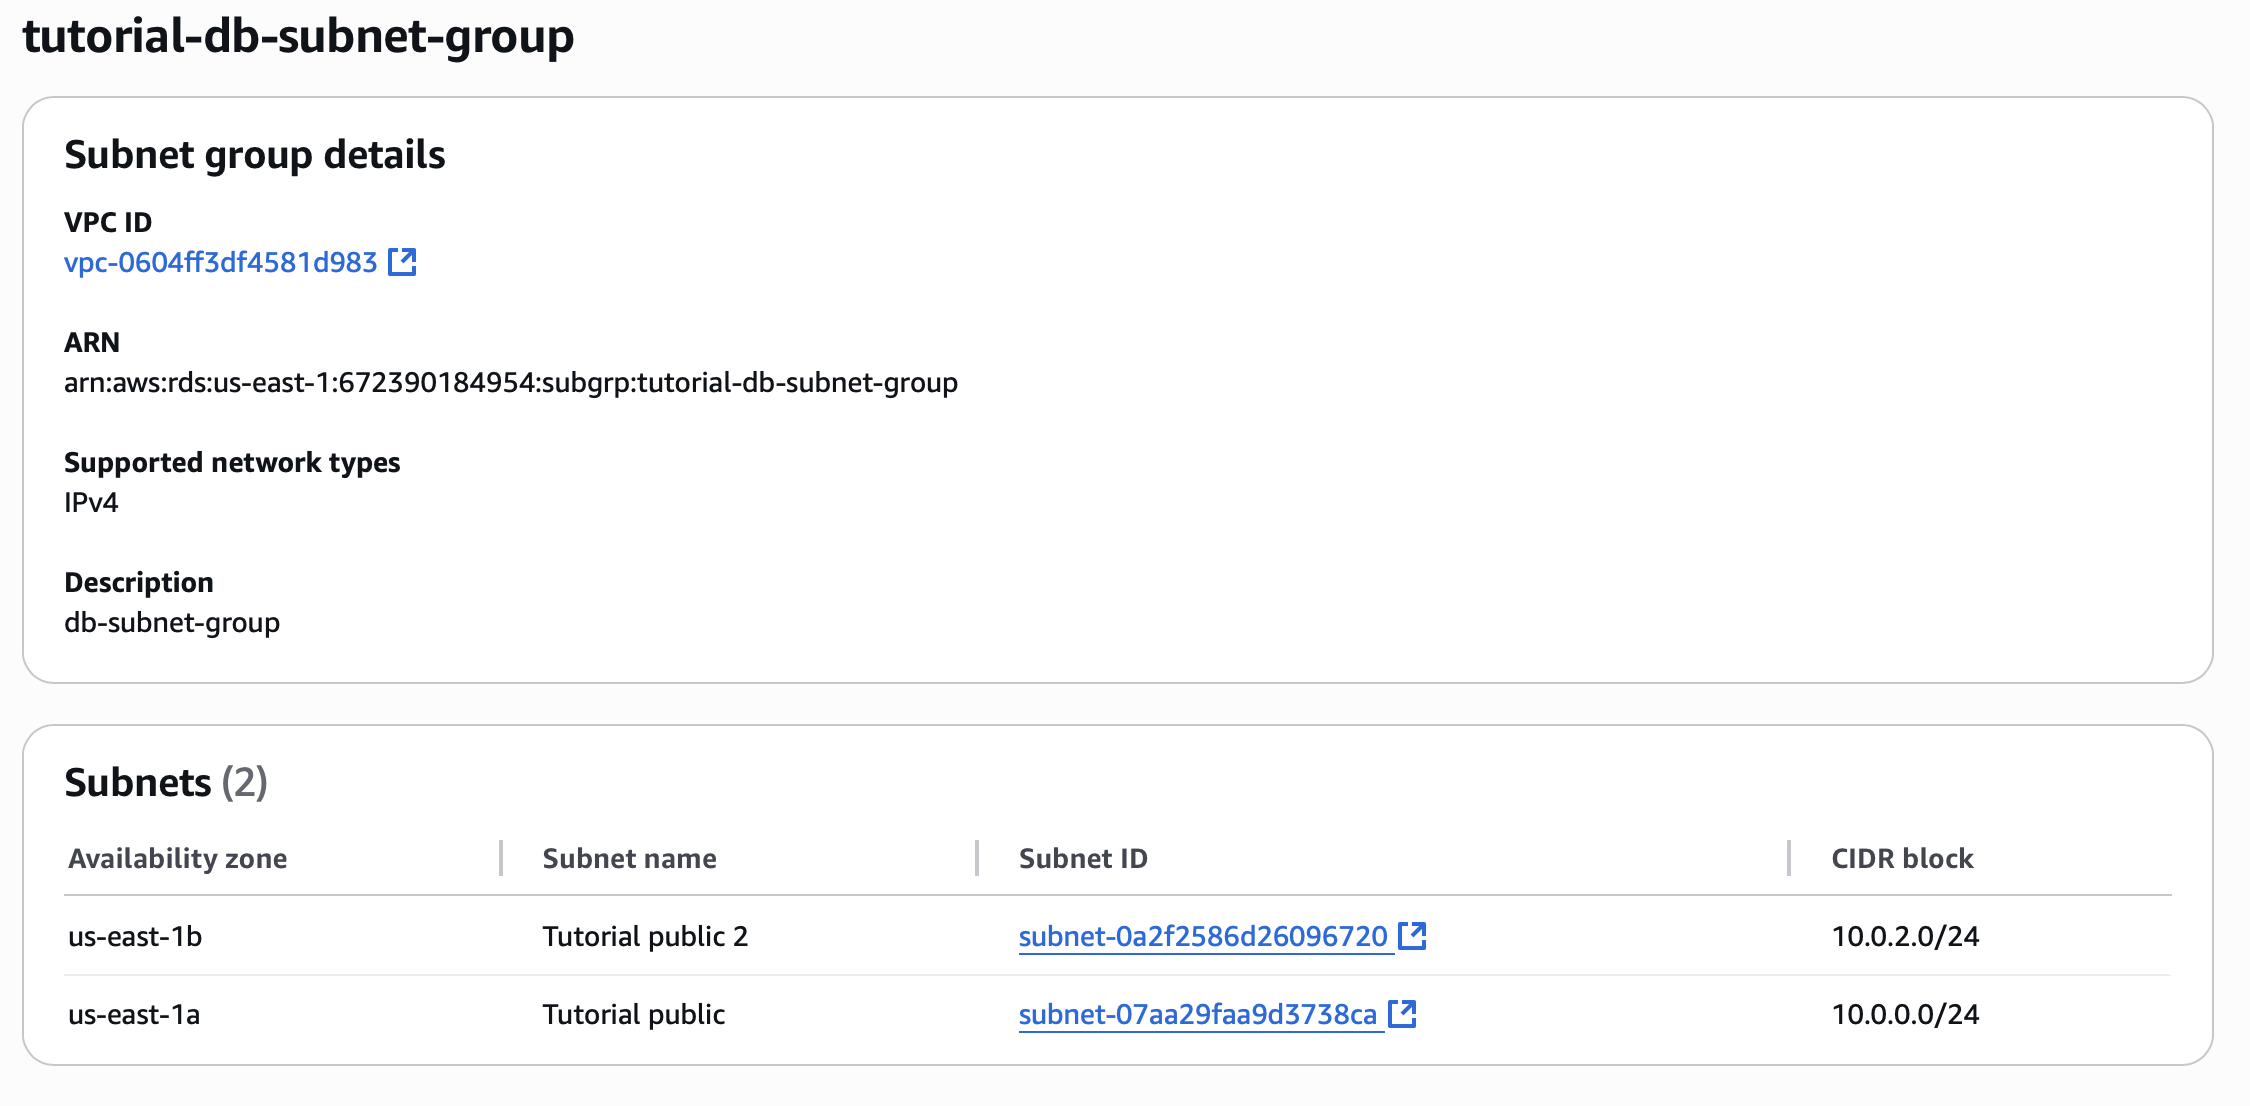 tutorial-db-subnet-group
Subnet group details
VPC ID
vpc-0604ff3df4581d983
ARN
arn:aws:rds:us-east-1:672390184954:subgrp:tutorial-db-subnet-group
Supported network types
IPv4
Description
db-subnet-group
Subnets (2)
Availability zone Subnet name Subnet ID CIDR block
us-east-1b Tutorial public 2 subnet-0a2f2586d26096720 10.0.2.0/24
us-east-1a Tutorial public subnet-07aa29faa9d3738ca 10.0.0.0/24